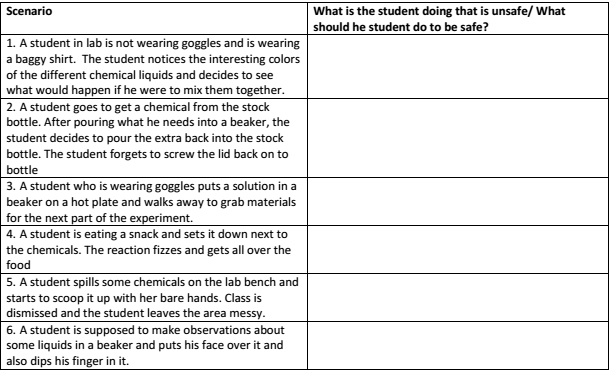 Scenario
What is the student doing that is unsafe/ What
should he student do to be safe?
1. A student in lab is not wearing goggles and is wearing
a baggy shirt.  The student notices the interesting colors
of the different chemical liquids and decides to see
what would happen if he were to mix them together.
2. A student goes to get a chemical from the stock
bottle. After pouring what he needs into a beaker, the
student decides to pour the extra back into the stock
bottle. The student forgets to screw the lid back on to
bottle
3. A student who is wearing goggles puts a solution in a
beaker on a hot plate and walks away to grab materials
for the next part of the experiment.
4. A student is eating a snack and sets it down next to
the chemicals. The reaction fizzes and gets all over the
food
5. A student spills some chemicals on the lab bench and
starts to scoop it up with her bare hands. Class is
dismissed and the student leaves the area messy.
6. A student is supposed to make observations about
some liquids in a beaker and puts his face over it and
also dips his finger in it.